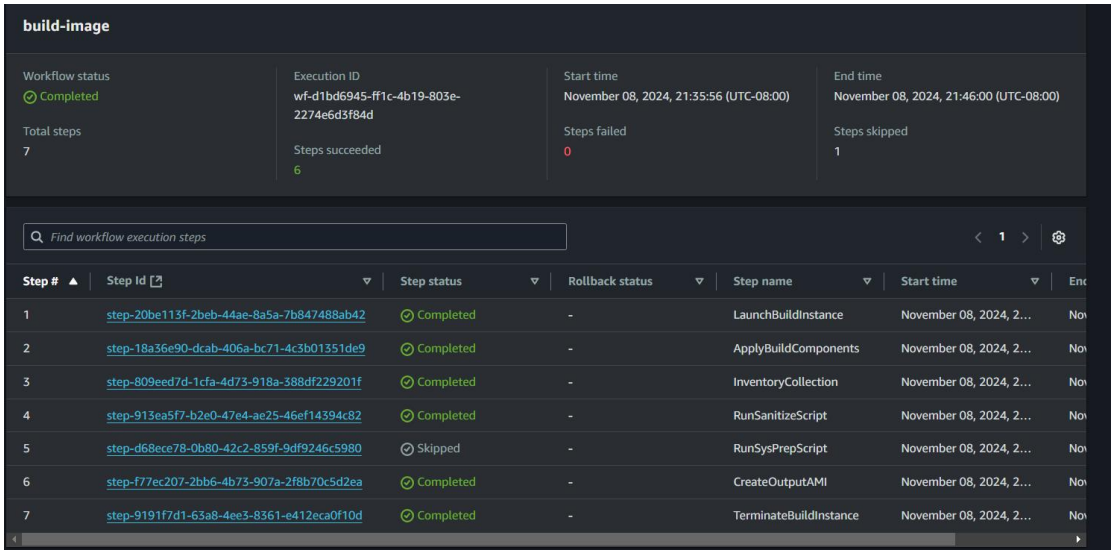 build-image
Workflow status
Completed
Execution ID
wf-d1bd6945-ff1c-4b19-803e-
2274e6d3f84d
Start time
November 08, 2024, 21:35:56 (UTC-08:00)
End time
November 08, 2024, 21:46:00 (UTC-08:00)
Total steps
7
Steps succeeded
6
Steps failed
0
Steps skipped
1
Find workflow execution steps
1
Step # Step Id Step status Rollback status Step name Start time Enc
1 step-20be113f-2beb-44ae-8a5a-7b847488ab42 Completed - LaunchBuildInstance November 08, 2024, 2... Nov
2 step-18a36e90-dcab-406a-bc71-4c3b01351de9 Completed - ApplyBuildComponents November 08, 2024, 2... Nov
3 step-809eed7d-1cfa-4d73-918a-388df229201f Completed - InventoryCollection November 08, 2024, 2... Nov
4 step-913ea5f7-b2e0-47e4-ae25-46ef14394c82 Completed - RunSanitizeScript November 08, 2024, 2... Nov
5 step-d68ece78-0b80-42c2-859f-9df9246c5980 Skipped - RunSysPrepScript November 08, 2024, 2... Nov
6 step-f77ec207-2bb6-4b73-907a-2f8b70c5d2ea Completed - CreateOutputAMI November 08, 2024, 2... Nov
7 step-9191f7d1-63a8-4ee3-8361-e412eca0f10d Completed - TerminateBuildInstance November 08, 2024, 2... Nov